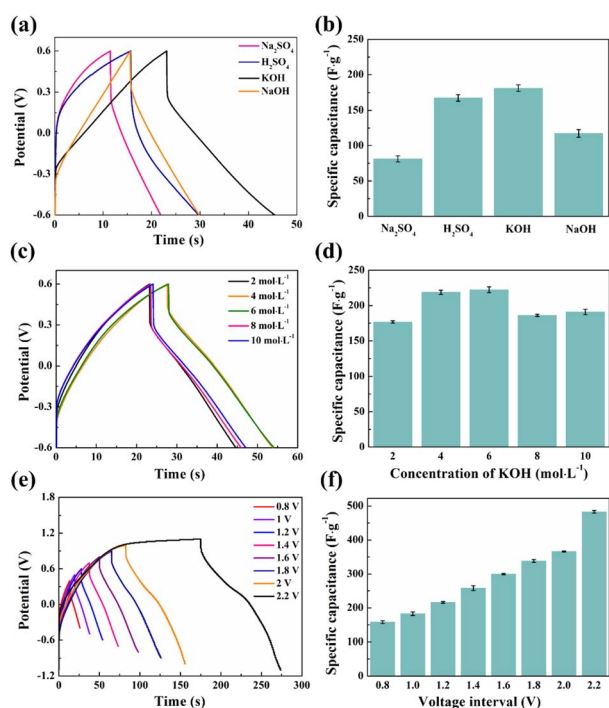 (a)
Potential (V)
0.6
0.3
0.0
-0.3
-0.6
Na₂SO₄
H₂SO₄
KOH
NaOH
0 10 20 30 40 50
Time (s)
(b)
Specific capacitance (F·g⁻¹)
250
200
150
100
50
0
Na₂SO₄ H₂SO₄ KOH NaOH
(c)
Potential (V)
0.9
0.6
0.3
0.0
-0.3
-0.6
2 mol·L⁻¹
4 mol·L⁻¹
6 mol·L⁻¹
8 mol·L⁻¹
10 mol·L⁻¹
0 10 20 30 40 50 60
Time (s)
(d)
Specific capacitance (F·g⁻¹)
250
200
150
100
50
0
2 4 6 8 10
Concentration of KOH (mol·L⁻¹)
(e)
Potential (V)
1.8
1.2
0.6
0.0
-0.6
-1.2
0.8 V
1 V
1.2 V
1.4 V
1.6 V
1.8 V
2 V
2.2 V
0 50 100 150 200 250 300
Time (s)
(f)
Specific capacitance (F·g⁻¹)
500
400
300
200
100
0
0.8 1.0 1.2 1.4 1.6 1.8 2.0 2.2
Voltage interval (V)